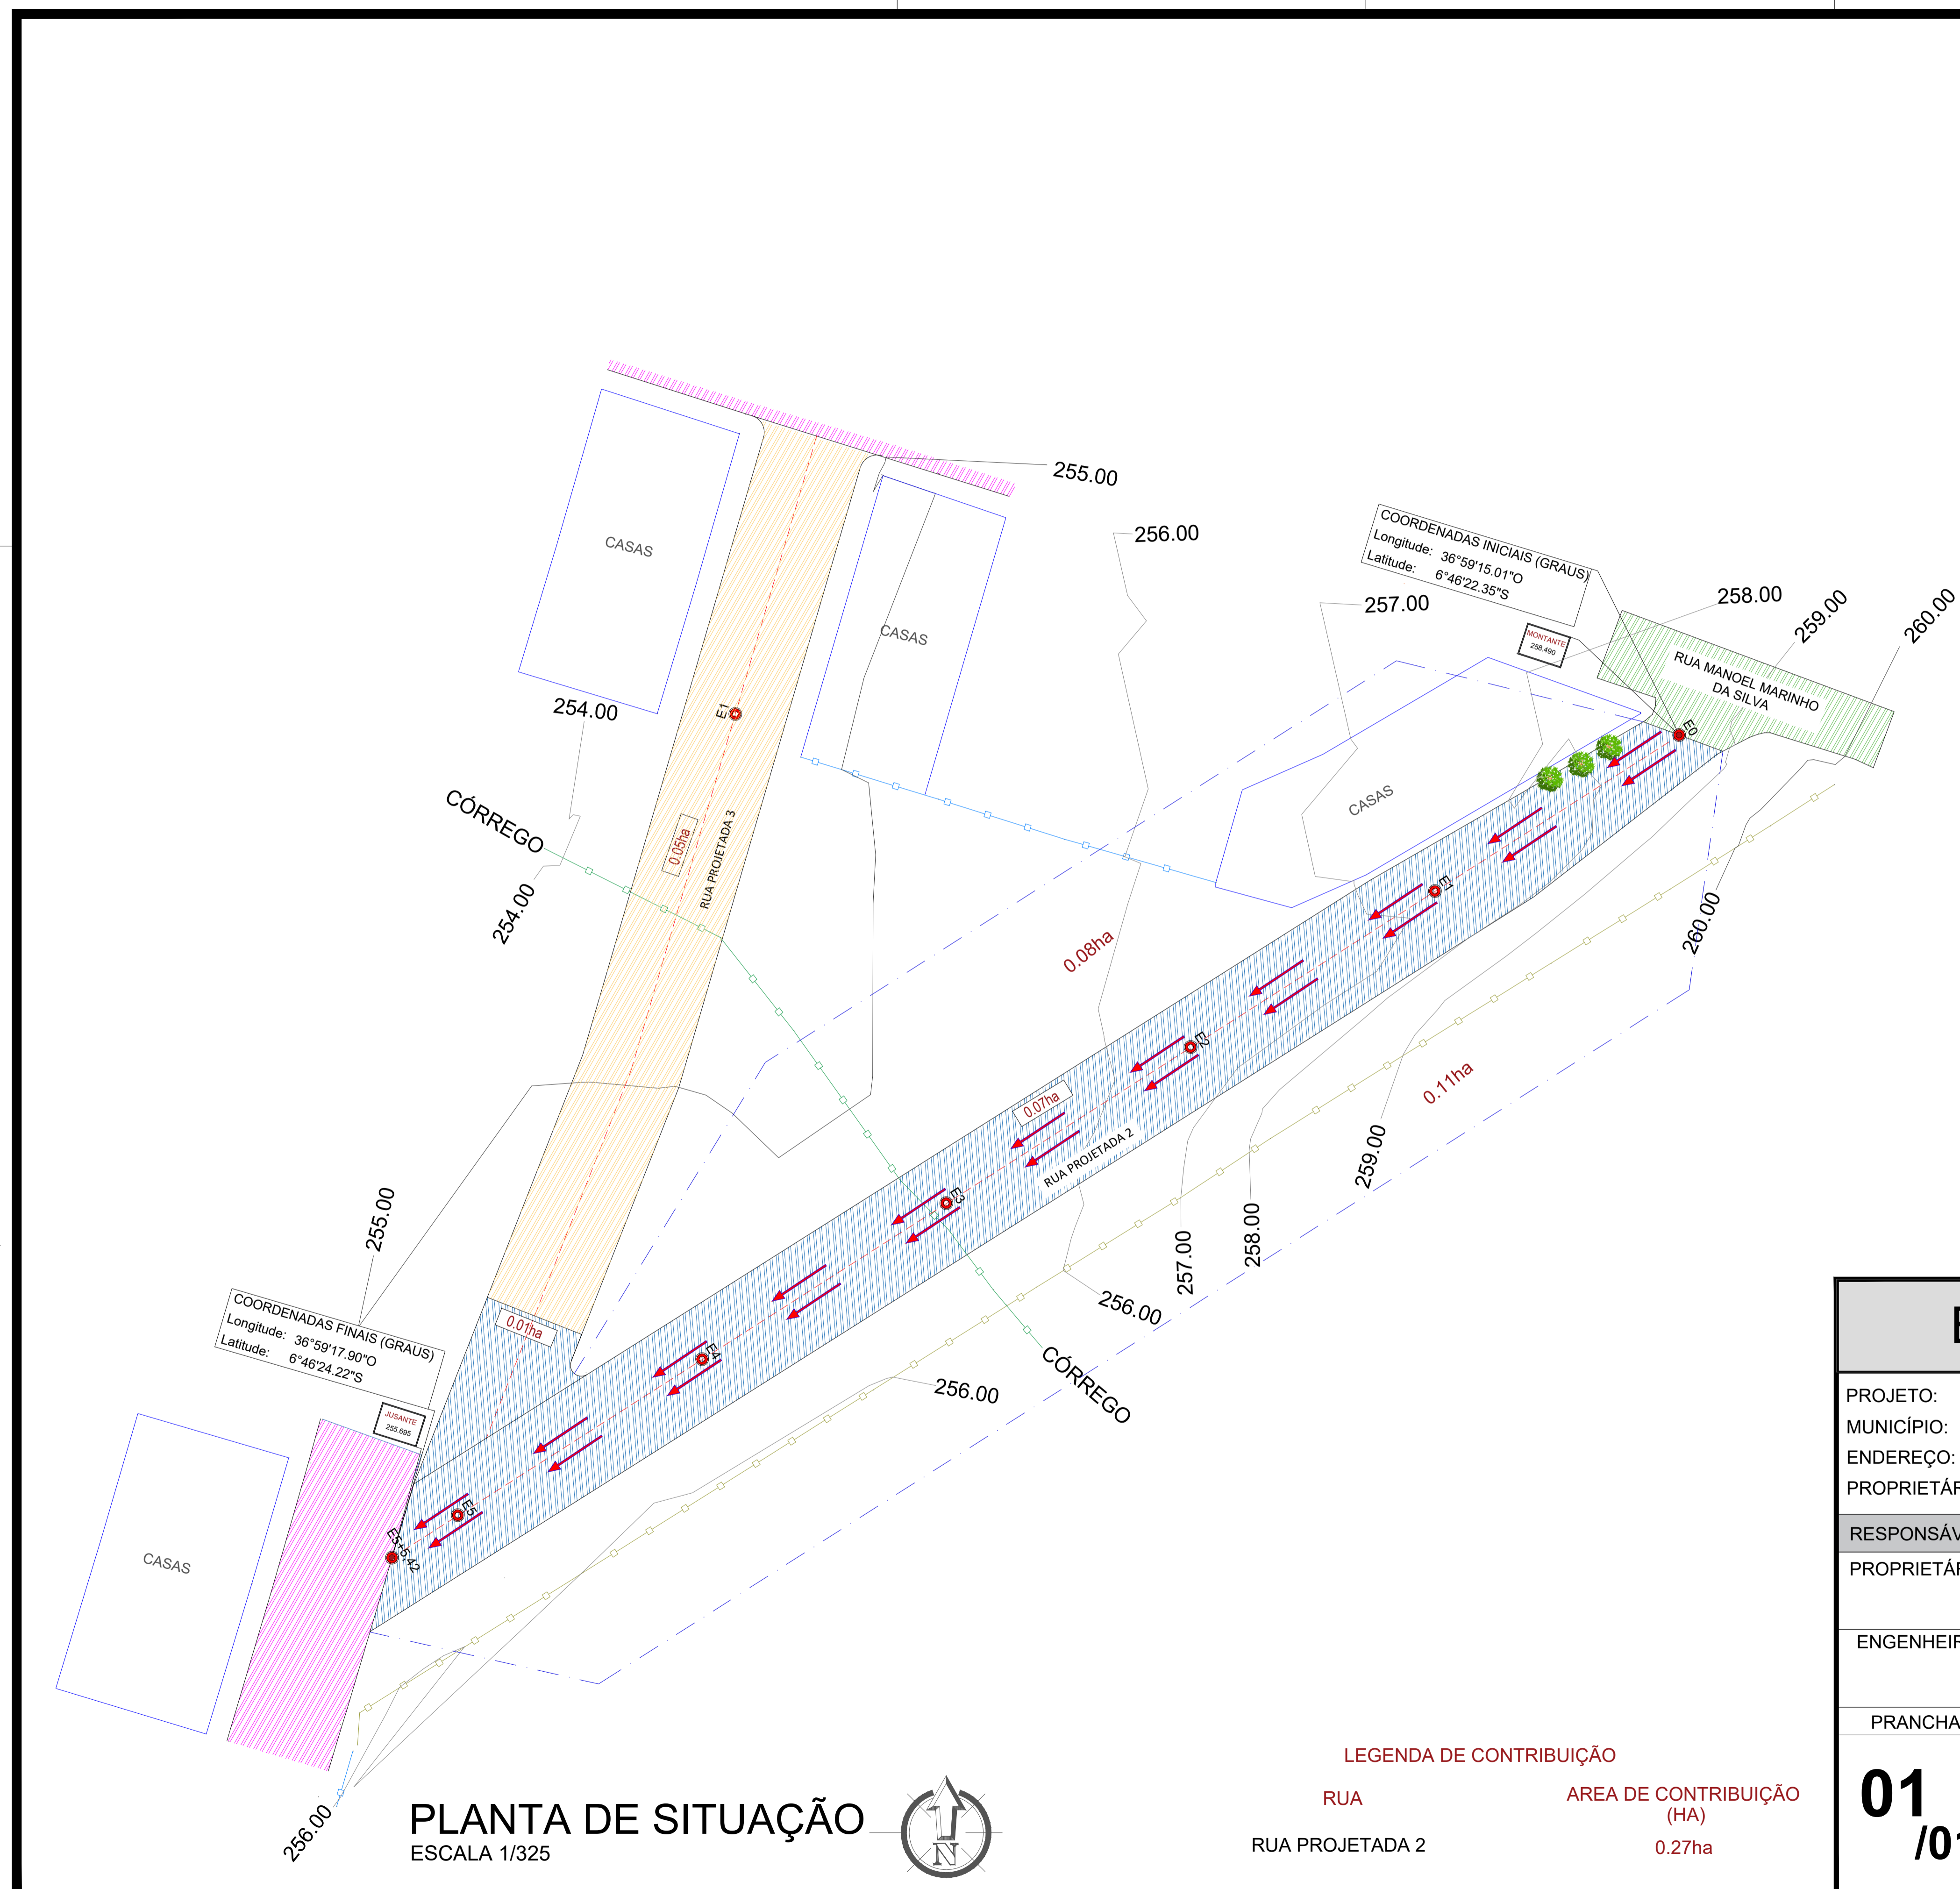 255.00
256.00
COORDENADAS INICIAIS (GRAUS)
Longitude: 36°59'15.01"O
Latitude: 6°46'22.35"S
257.00
258.00
259.00
260.00
MONTANTE
258.490
RUA MANOEL MARINHO
DA SILVA
E0
CASAS
CASAS
254.00
E1
CÓRREGO
254.00
0.05ha
RUA PROJETADA 3
CASAS
E1
0.08ha
260.00
E2
0.11ha
0.07ha
RUA PROJETADA 2
E3
259.00
255.00
257.00
258.00
256.00
COORDENADAS FINAIS (GRAUS)
Longitude: 36°59'17.90"O
Latitude: 6°46'24.22"S
0.01ha
E4
CÓRREGO
256.00
JUSANTE
255.695
E5
E5+5,42
CASAS
256.00
PLANTA DE SITUAÇÃO
ESCALA 1/325
N
LEGENDA DE CONTRIBUIÇÃO
RUA
AREA DE CONTRIBUIÇÃO
(HA)
RUA PROJETADA 2
0.27ha
PROJETO:
MUNICÍPIO:
ENDEREÇO:
PROPRIETÁR
RESPONSÁV
PROPRIETÁR
ENGENHEIR
PRANCHA
01
/01